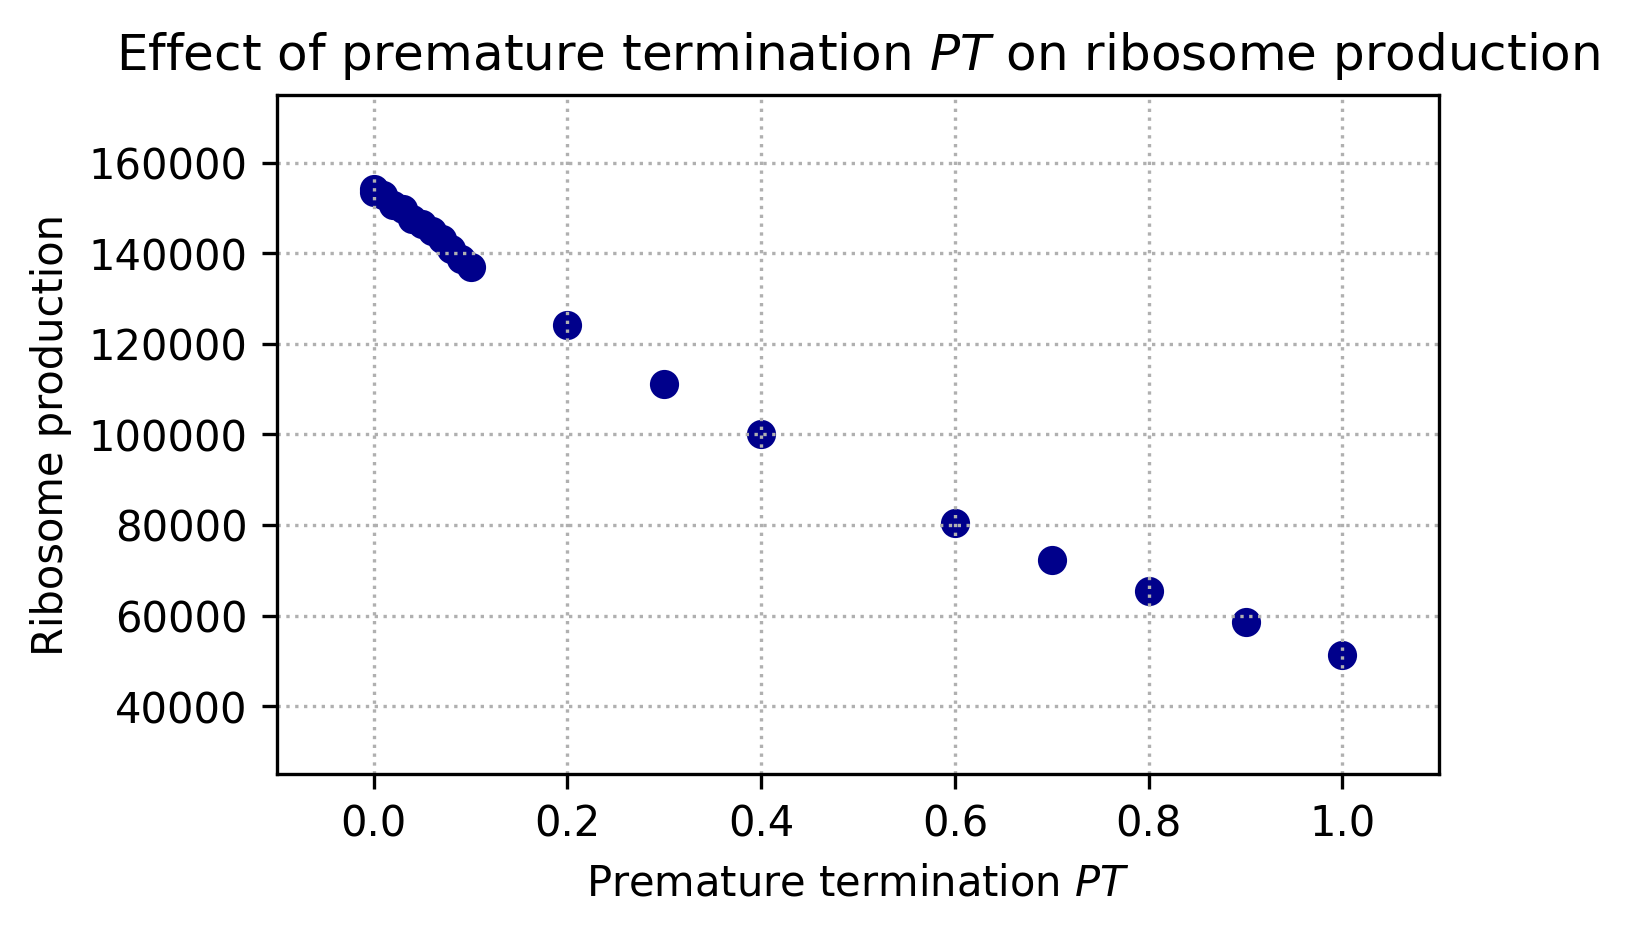 Effect of premature termination PT on ribosome production
Ribosome production
160000
140000
120000
100000
80000
60000
40000
0.0 0.2 0.4 0.6 0.8 1.0
Premature termination PT